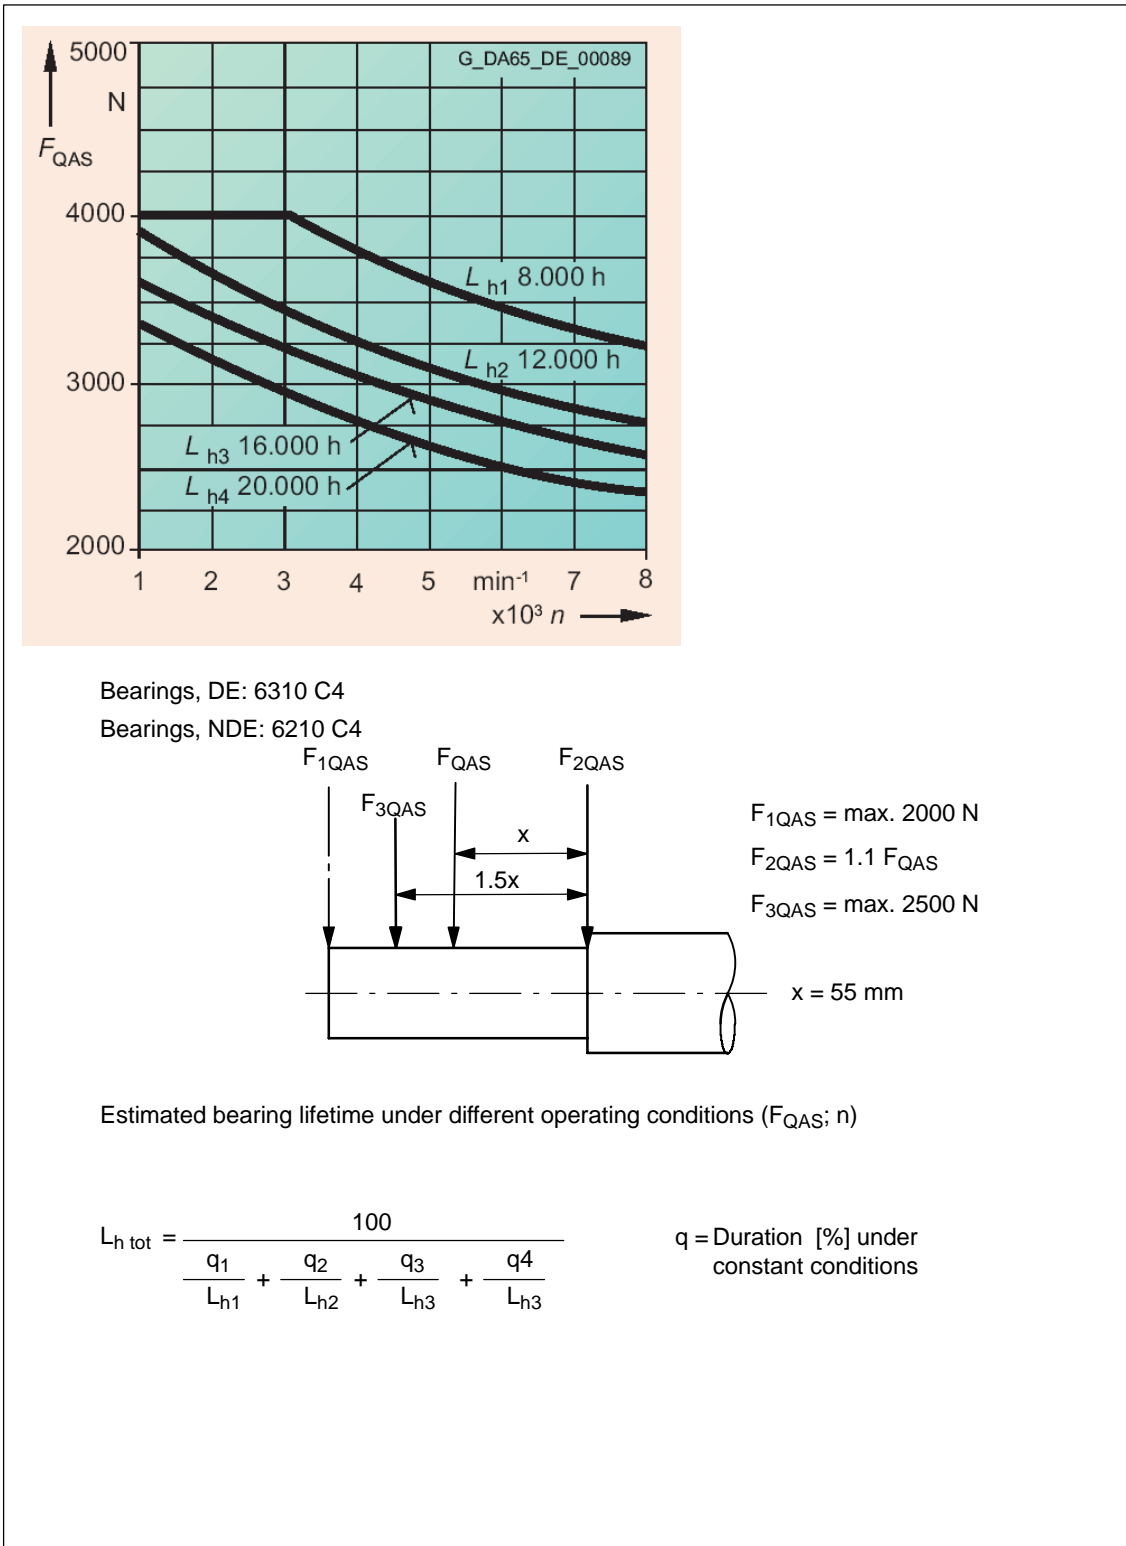 5000
G_DA65_DE_00089
N
F QAS
4000
L h1 8.000 h
L h2 12.000 h
3000
L h3 16.000 h
L h4 20.000 h
2000
1 2 3 4 5 min-1 7 8
x10³ n
Bearings, DE: 6310 C4
Bearings, NDE: 6210 C4
F1QAS FQAS F2QAS
F3QAS
x
1.5x
F1QAS = max. 2000 N
F2QAS = 1.1 FQAS
F3QAS = max. 2500 N
x = 55 mm
Estimated bearing lifetime under different operating conditions (FQAS; n)
100
Lh tot =
q1 + q2 + q3 + q4
Lh1 Lh2 Lh3 Lh3
q = Duration [%] under
constant conditions